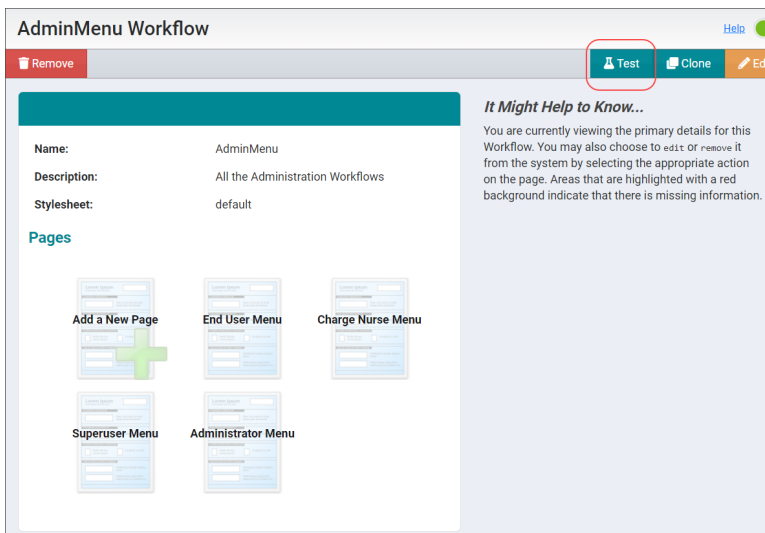 AdminMenu Workflow
Help
Remove
Test
Clone
It Might Help to Know...
You are currently viewing the primary details for this
Workflow. You may also choose to edit or remove it
from the system by selecting the appropriate action
on the page. Areas that are highlighted with a red
background indicate that there is missing information.
Name: AdminMenu
Description: All the Administration Workflows
Stylesheet: default
Pages
Add a New Page
End User Menu
Charge Nurse Menu
Superuser Menu
Administrator Menu